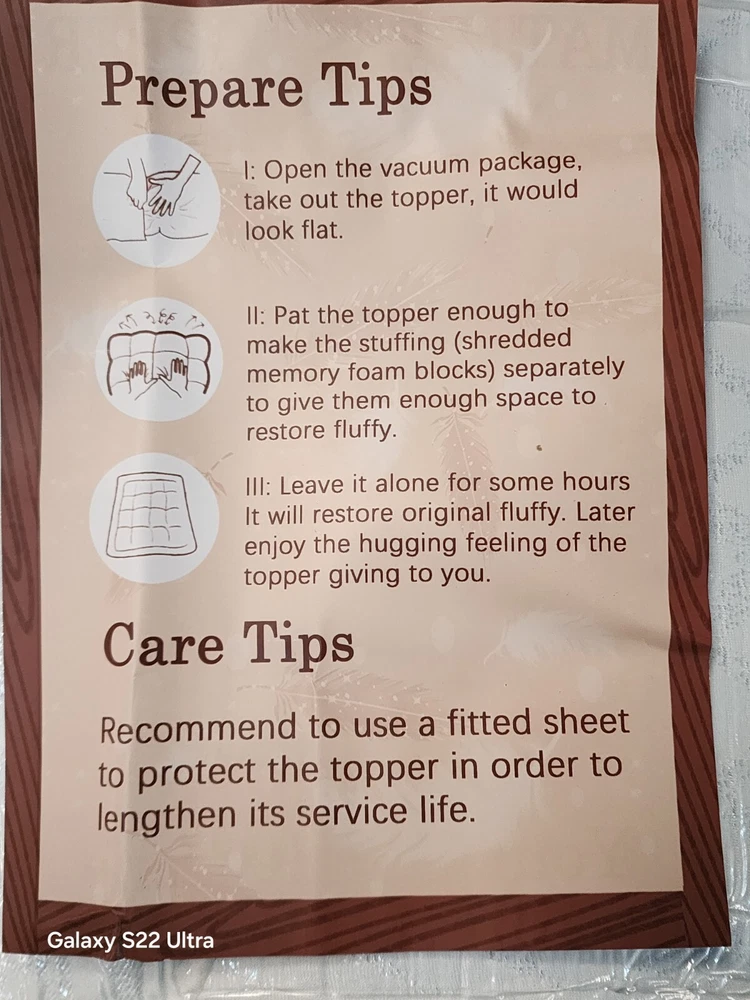 Prepare Tips
I: Open the vacuum package,
take out the topper, it would
look flat.
II: Pat the topper enough to
make the stuffing (shredded
memory foam blocks) separately
to give them enough space to
restore fluffy.
III: Leave it alone for some hours
It will restore original fluffy. Later
enjoy the hugging feeling of the
topper giving to you.
Care Tips
Recommend to use a fitted sheet
to protect the topper in order to
lengthen its service life.
Galaxy S22 Ultra